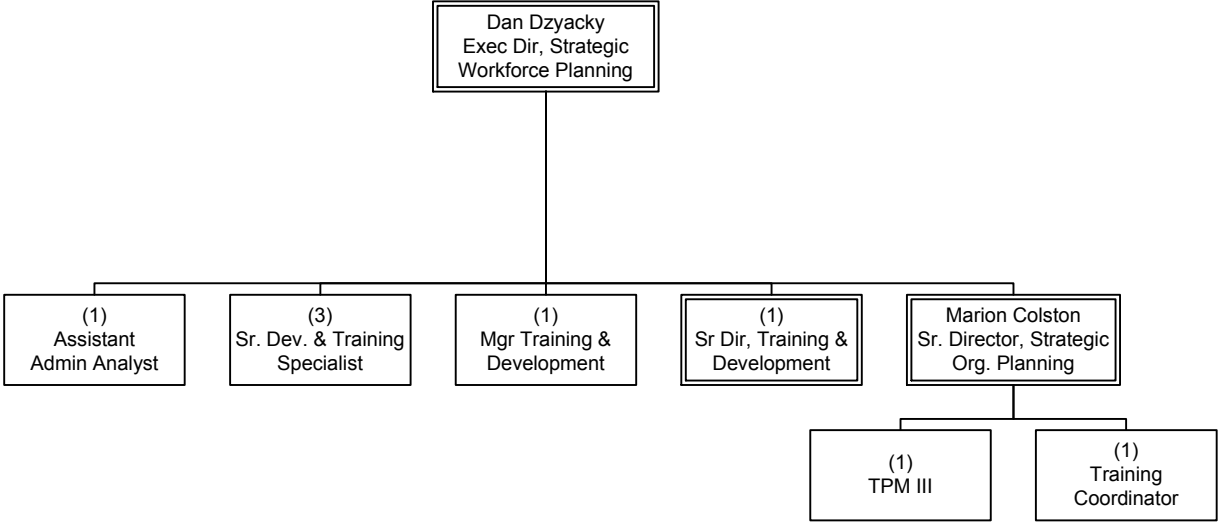 Dan Dzyacky
Exec Dir, Strategic
Workforce Planning
(1)
Assistant
Admin Analyst
(3)
Sr. Dev. & Training
Specialist
(1)
Mgr Training &
Development
(1)
Sr Dir, Training &
Development
Marion Colston
Sr. Director, Strategic
Org. Planning
(1)
TPM III
(1)
Training
Coordinator